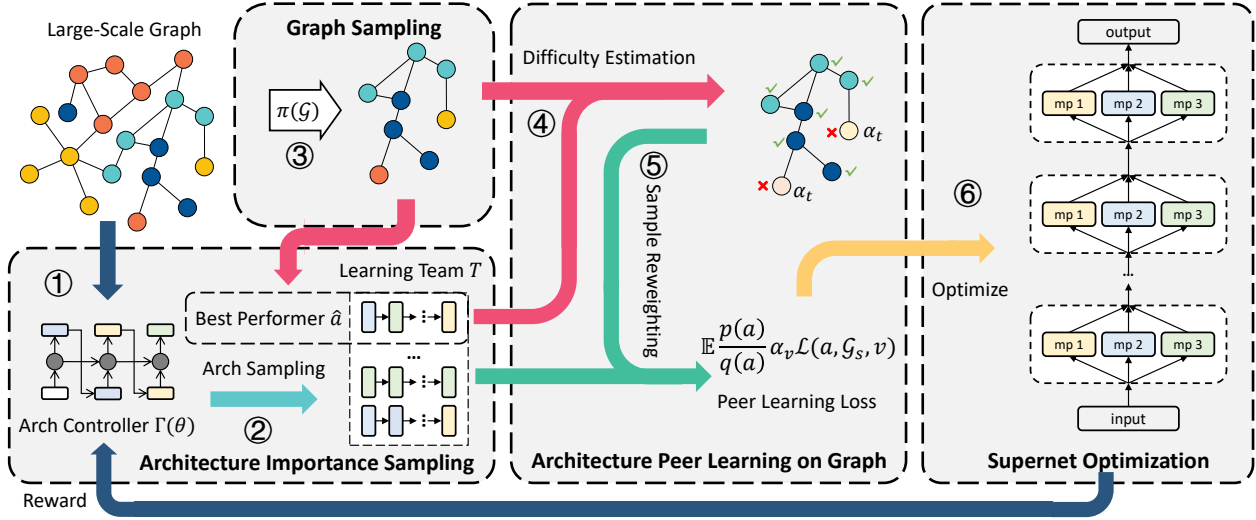 Large-Scale Graph
Graph Sampling
π(𝒢)
③
①
Learning Team T
Best Performer â
...
Arch Sampling
②
Arch Controller Γ(θ)
Architecture Importance Sampling
Reward
Difficulty Estimation
④
α_t
α_t
⑤
Sample Reweighting
𝔼 p(a)/q(a) α_v ℒ(a, 𝒢_s, v)
Peer Learning Loss
Architecture Peer Learning on Graph
⑥
Optimize
output
mp 1 mp 2 mp 3
mp 1 mp 2 mp 3
...
mp 1 mp 2 mp 3
input
Supernet Optimization